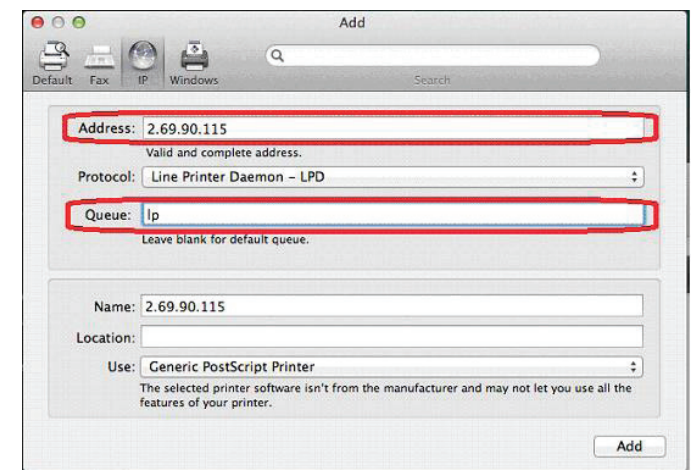 Add
Default Fax IP Windows Search
Address: 2.69.90.115
Valid and complete address.
Protocol: Line Printer Daemon – LPD
Queue: lp
Leave blank for default queue.
Name: 2.69.90.115
Location:
Use: Generic PostScript Printer
The selected printer software isn't from the manufacturer and may not let you use all the
features of your printer.
Add